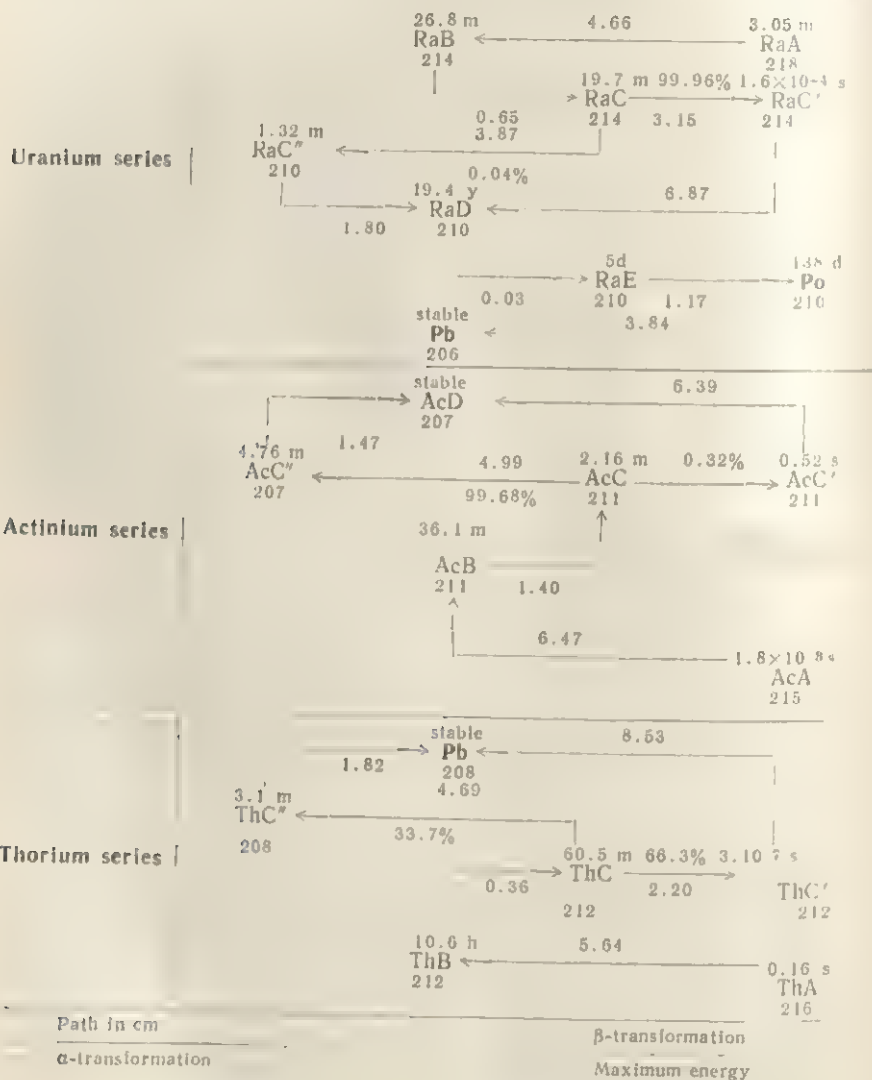 26.8 m 4.66 3.05 m
RaB RaA
214 218
19.7 m 99.96% 1.6×10-4 s
RaC RaC′
0.65 214 3.15 214
1.32 m 3.87
RaC″
Uranium series
210 0.04%
19.4 y 6.87
RaD
1.80 210
5d 138 d
RaE Po
0.03 210 1.17 210
stable 3.84
Pb
206
stable 6.39
AcD
207
1.47
4.76 m 4.99 2.16 m 0.32% 0.52 s
AcC″ AcC AcC′
207 99.68% 211 211
Actinium series 36.1 m
AcB
211 1.40
6.47 1.8×10
AcA
215
stable 8.53
Pb
1.82 208
3.1 m 4.69
ThC″
208 33.7%
Thorium series 60.5 m 66.3% 3.10 s
ThC
0.36 2.20 ThC′
212 212
10.6 h 5.64
ThB 0.16 s
212 ThA
216
Path in cm β-transformation
α-transformation Maximum energy